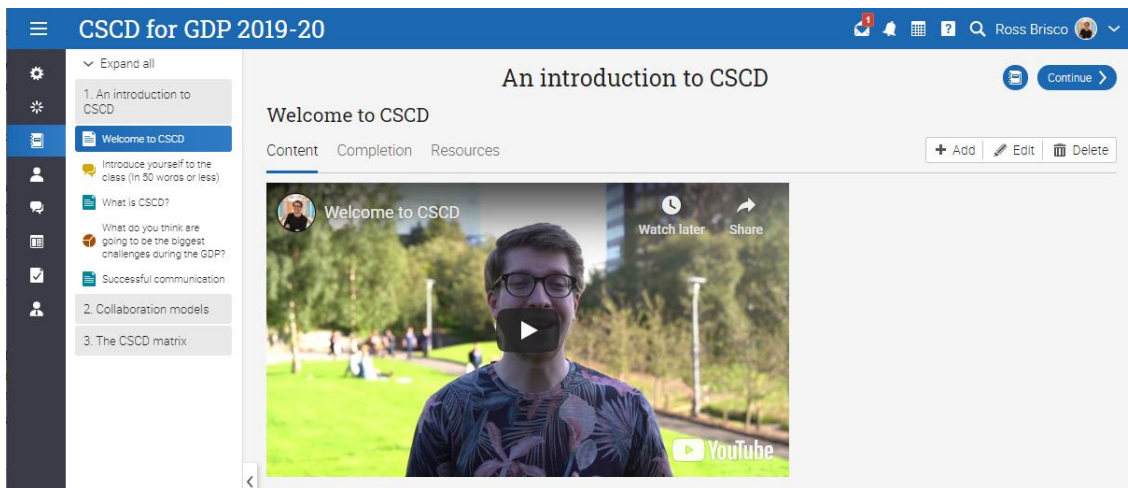 CSCD for GDP 2019-20
1
?
Ross Brisco
Expand all
1. An introduction to
CSCD
Welcome to CSCD
Introduce yourself to the
class (In 50 words or less)
What is CSCD?
What do you think are
going to be the biggest
challenges during the GDP?
Successful communication
2. Collaboration models
3. The CSCD matrix
An introduction to CSCD
Continue
Welcome to CSCD
Content Completion Resources
Add Edit Delete
Welcome to CSCD
Watch later Share
YouTube